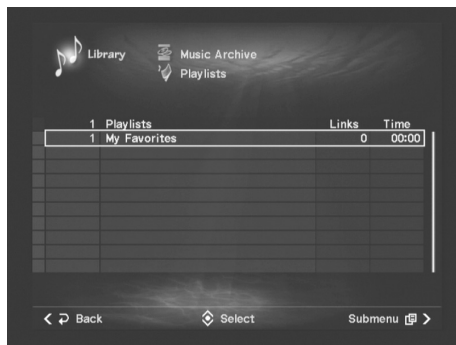 Library
Music Archive
Playlists
1 Playlists Links Time
1 My Favorites 0 00:00
Back Select Submenu